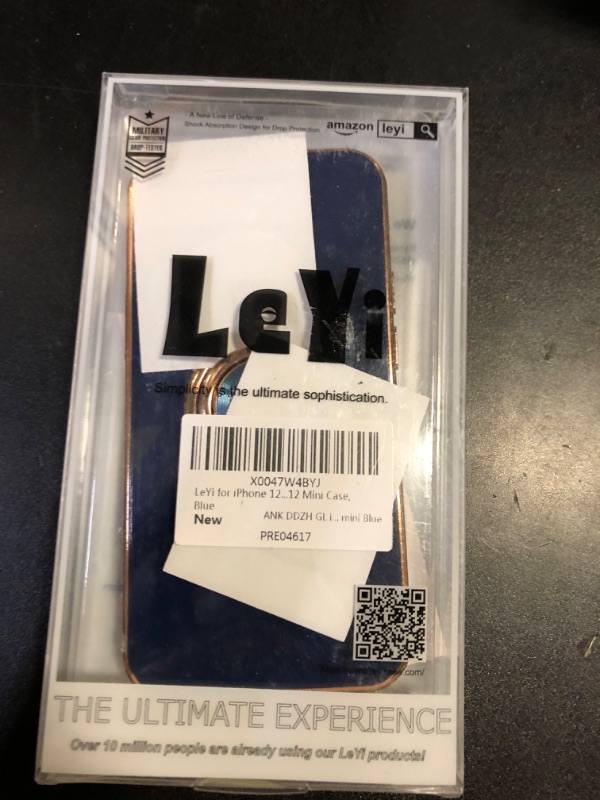 MILITARY
DROP-TESTED
A New Line of Defense
Shock Absorption Design for Drop Protection
amazon leyi
LeYi
Simplicity is the ultimate sophistication.
X0047W4BYJ
LeYi for iPhone 12...12 Mini Case,
Blue
New ANK DDZH GL i... mini Blue
PRE04617
.com/
THE ULTIMATE EXPERIENCE
Over 10 million people are already using our LeYi products!